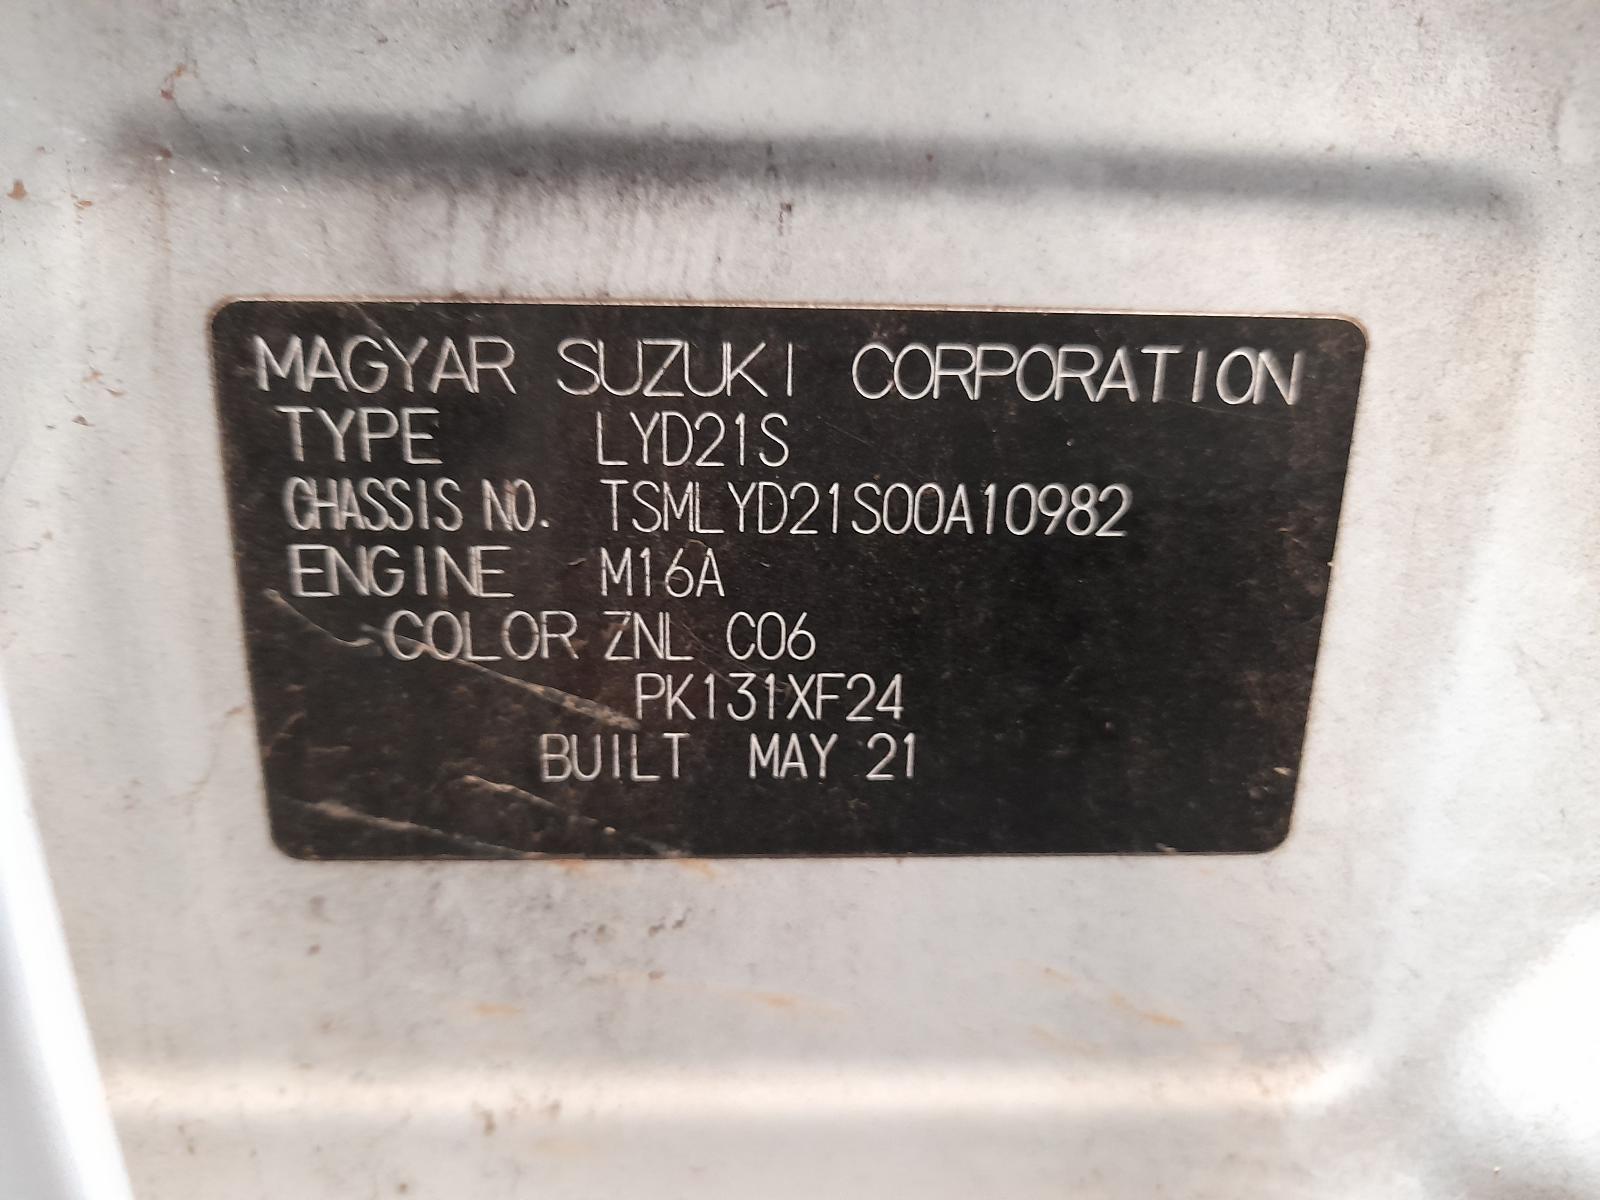 MAGYAR SUZUKI CORPORATION
TYPE LYD21S
CHASSIS NO. TSMLYD21S00A10982
ENGINE M16A
COLOR ZNL C06
PK131XF24
BUILT MAY 21